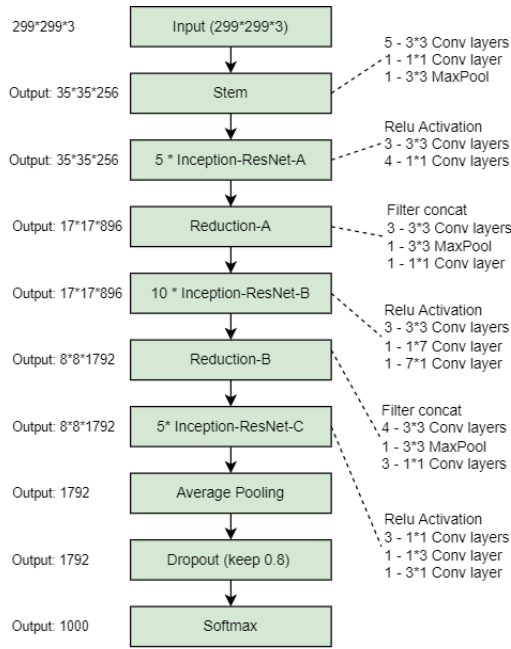 299*299*3
Input (299*299*3)
5 - 3*3 Conv layers
1 - 1*1 Conv layer
1 - 3*3 MaxPool
Output: 35*35*256
Stem
Relu Activation
3 - 3*3 Conv layers
4 - 1*1 Conv layers
Output: 35*35*256
5 * Inception-ResNet-A
Filter concat
3 - 3*3 Conv layers
1 - 3*3 MaxPool
1 - 1*1 Conv layer
Output: 17*17*896
Reduction-A
Output: 17*17*896
10 * Inception-ResNet-B
Relu Activation
3 - 3*3 Conv layers
1 - 1*7 Conv layer
1 - 7*1 Conv layer
Output: 8*8*1792
Reduction-B
Filter concat
4 - 3*3 Conv layers
1 - 3*3 MaxPool
3 - 1*1 Conv layers
Output: 8*8*1792
5* Inception-ResNet-C
Relu Activation
3 - 1*1 Conv layers
1 - 1*3 Conv layer
1 - 3*1 Conv layer
Output: 1792
Average Pooling
Output: 1792
Dropout (keep 0.8)
Output: 1000
Softmax